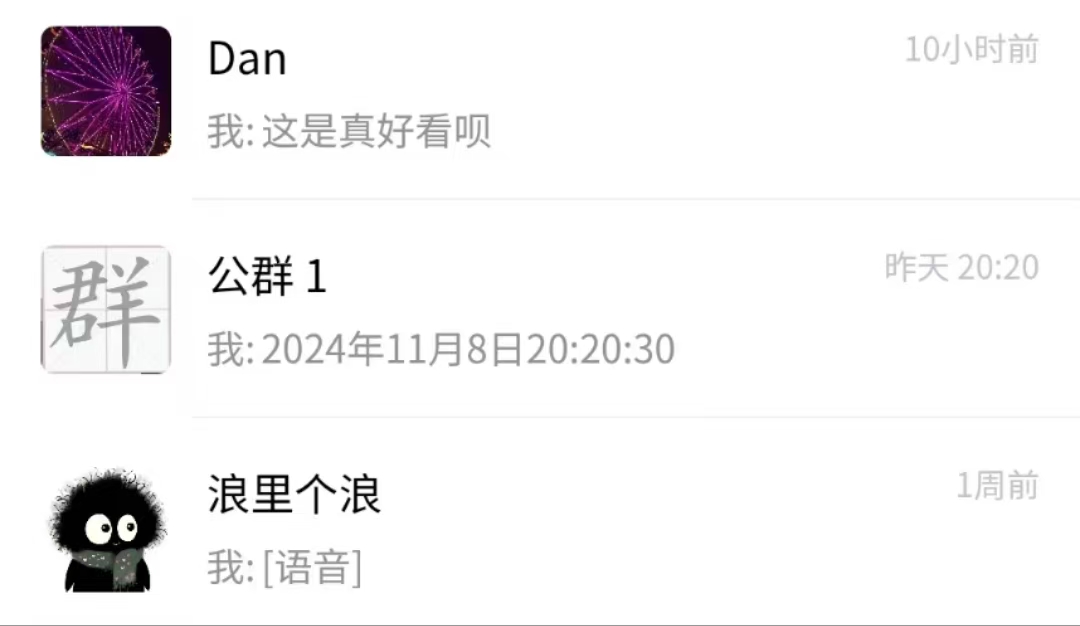 Dan
10小时前
我: 这是真好看呗
公群 1
昨天 20:20
群
我: 2024年11月8日20:20:30
浪里个浪
1周前
我: [语音]